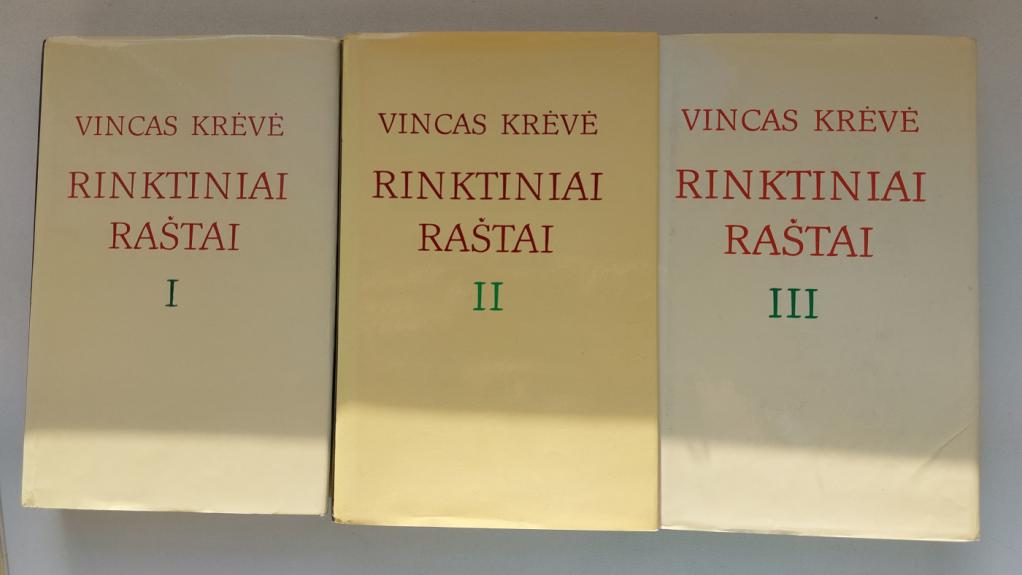 VINCAS KRĖVĖ
RINKTINIAI
RAŠTAI
I
VINCAS KRĖVĖ
RINKTINIAI
RAŠTAI
II
VINCAS KRĖVĖ
RINKTINIAI
RAŠTAI
III